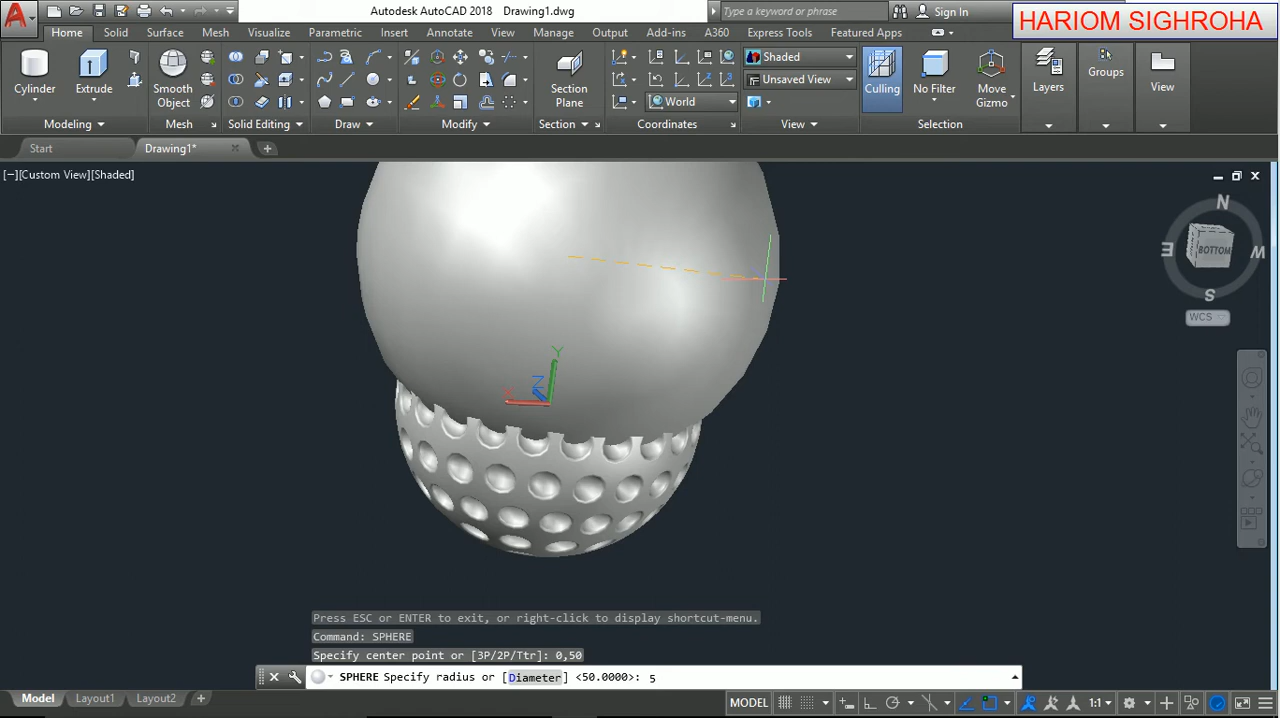 Autodesk AutoCAD 2018 Drawing1.dwg
Type a keyword or phrase
Sign In
HARIOM SIGHROHA
Home Solid Surface Mesh Visualize Parametric Insert Annotate View Manage Output Add-ins A360 Express Tools Featured Apps
Shaded
Unsaved View
World
Cylinder Extrude Smooth Object Section Plane Culling No Filter Move Gizmo Layers Groups View
Modeling Mesh Solid Editing Draw Modify Section Coordinates View Selection
Start Drawing1*
[−][Custom View][Shaded]
N
E BOTTOM W
S
WCS
Y
Z
Press ESC or ENTER to exit, or right-click to display shortcut-menu.
Command: SPHERE
Specify center point or [3P/2P/Ttr]: 0,50
SPHERE Specify radius or [Diameter] <50.0000>: 5
Model Layout1 Layout2 MODEL 1:1